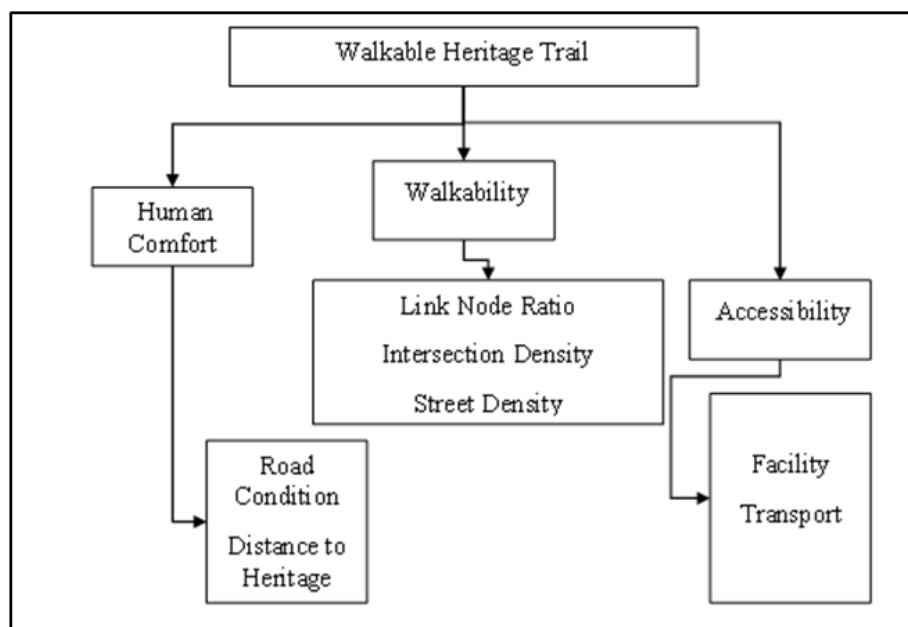 Walkable Heritage Trail
Human
Comfort
Walkability
Accessibility
Link Node Ratio
Intersection Density
Street Density
Road
Condition
Distance to
Heritage
Facility
Transport